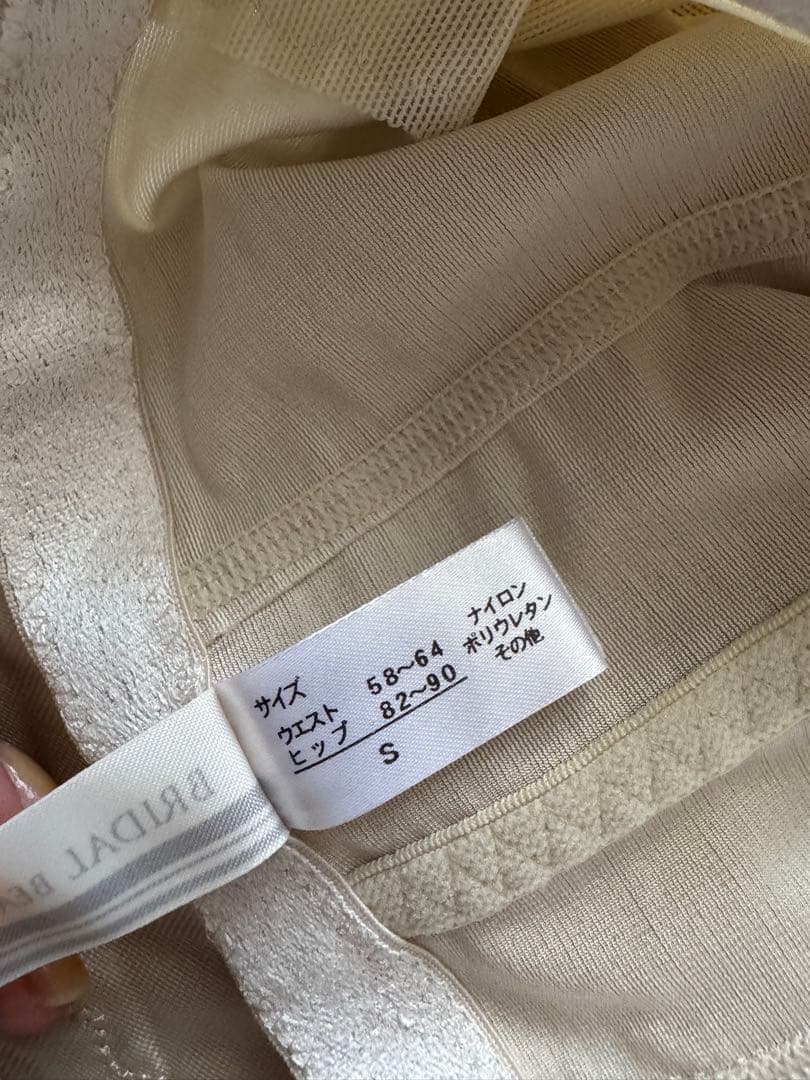 サイズ
ウエスト 58~64
ヒップ 82~90
S
ナイロン
ポリウレタン
その他
BRIDAL